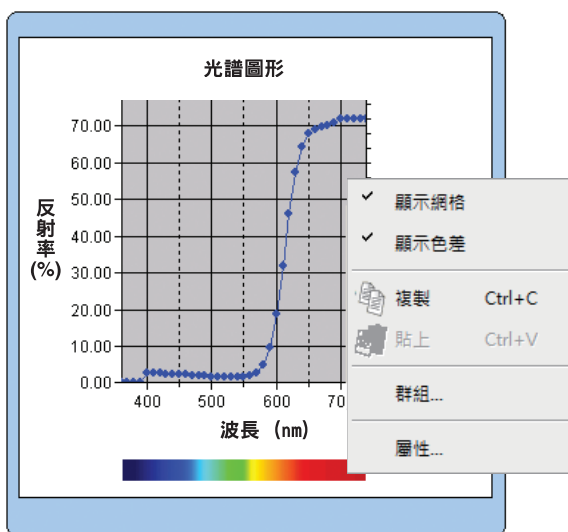 光譜圖形
反射率
(%)
70.00
60.00
50.00
40.00
30.00
20.00
10.00
0.00
400 500 600 70
波長 (nm)
顯示網格
顯示色差
複製 Ctrl+C
貼上 Ctrl+V
群組...
屬性...